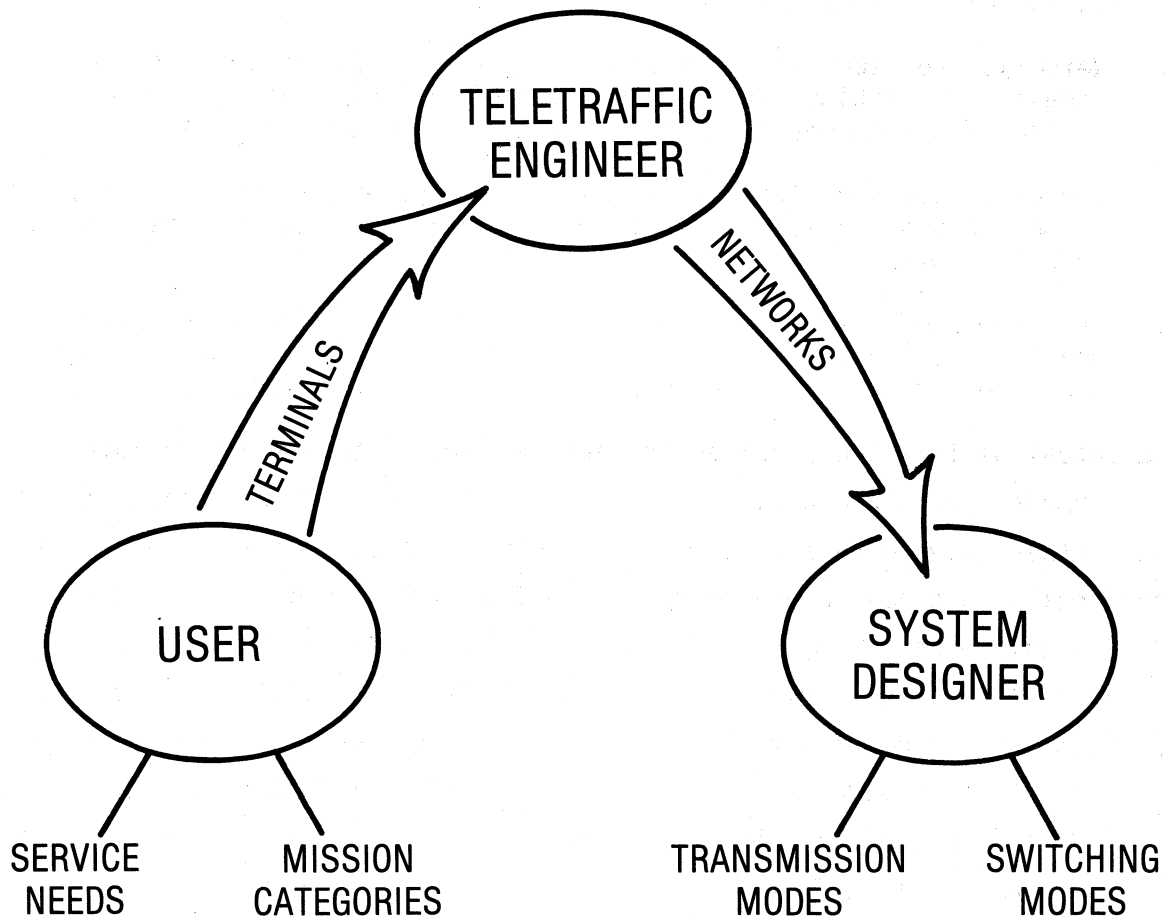 TELETRAFFIC
ENGINEER
TERMINALS
NETWORKS
USER
SYSTEM
DESIGNER
SERVICE
NEEDS
MISSION
CATEGORIES
TRANSMISSION
MODES
SWITCHING
MODES